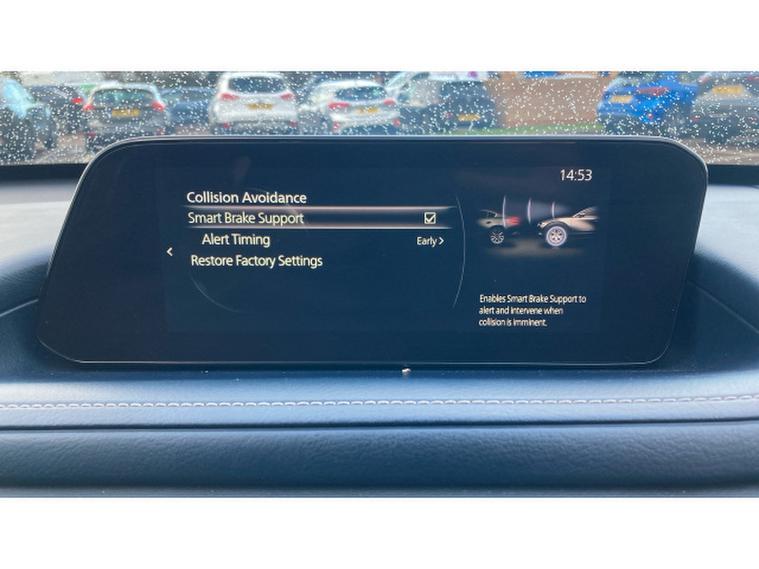 14:53
Collision Avoidance
Smart Brake Support
Alert Timing Early
Restore Factory Settings
Enables Smart Brake Support to
alert and intervene when
collision is imminent.